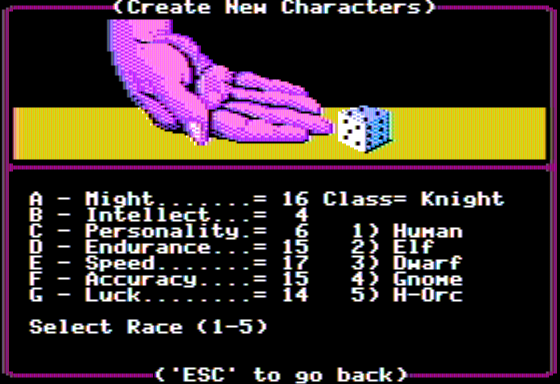 (Create New Characters)
A - Might.......= 16 Class= Knight
B - Intellect...= 4
C - Personality.= 6 1) Human
D - Endurance...= 15 2) Elf
E - Speed.......= 17 3) Dwarf
F - Accuracy....= 15 4) Gnome
G - Luck........= 14 5) H-Orc
Select Race (1-5)
('ESC' to go back)